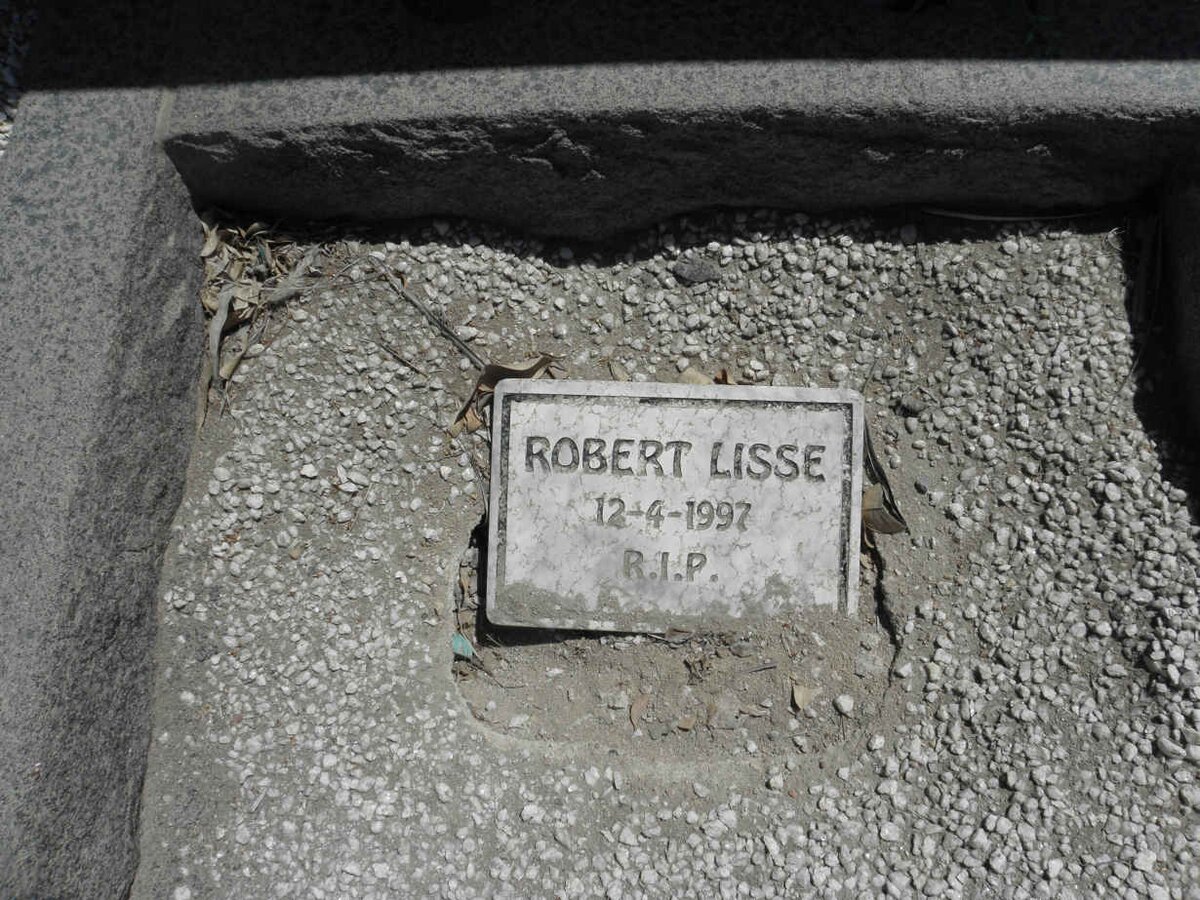 ROBERT LISSE
12-4-1997
R.I.P.